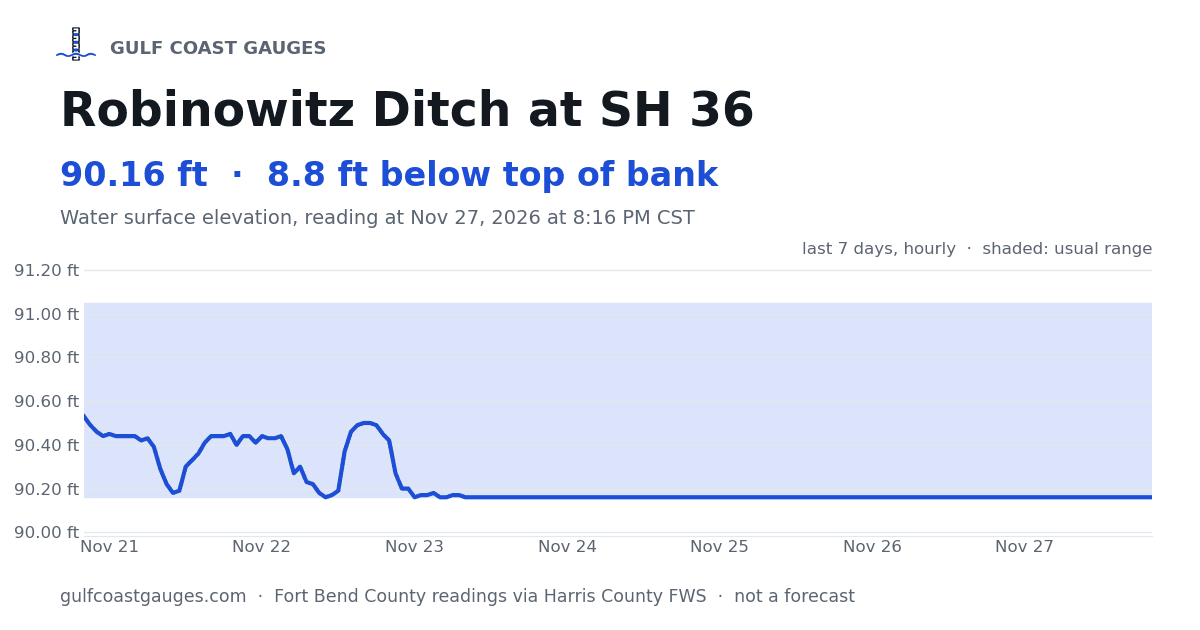 GULF COAST GAUGES
Robinowitz Ditch at SH 36
90.16 ft · 8.8 ft below top of bank
Water surface elevation, reading at Nov 27, 2026 at 8:16 PM CST
last 7 days, hourly · shaded: usual range
91.20 ft
91.00 ft
90.80 ft
90.60 ft
90.40 ft
90.20 ft
90.00 ft
Nov 21 Nov 22 Nov 23 Nov 24 Nov 25 Nov 26 Nov 27
gulfcoastgauges.com · Fort Bend County readings via Harris County FWS · not a forecast